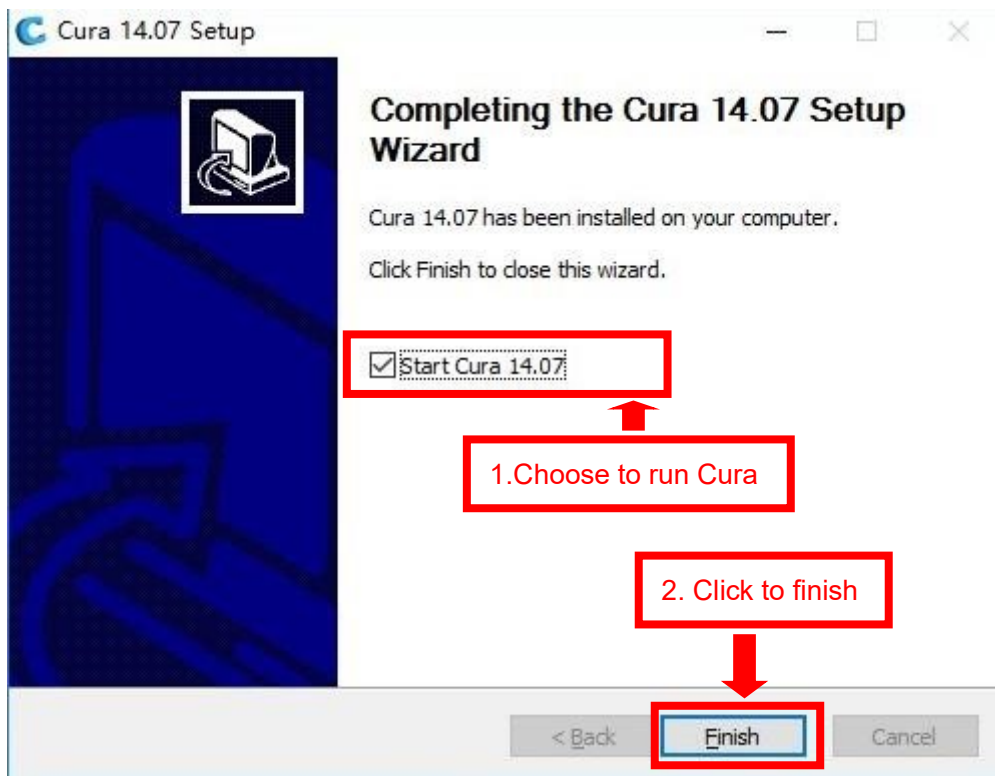 Cura 14.07 Setup
Completing the Cura 14.07 Setup
Wizard
Cura 14.07 has been installed on your computer.
Click Finish to close this wizard.
Start Cura 14.07
1.Choose to run Cura
2. Click to finish
< Back Finish Cancel